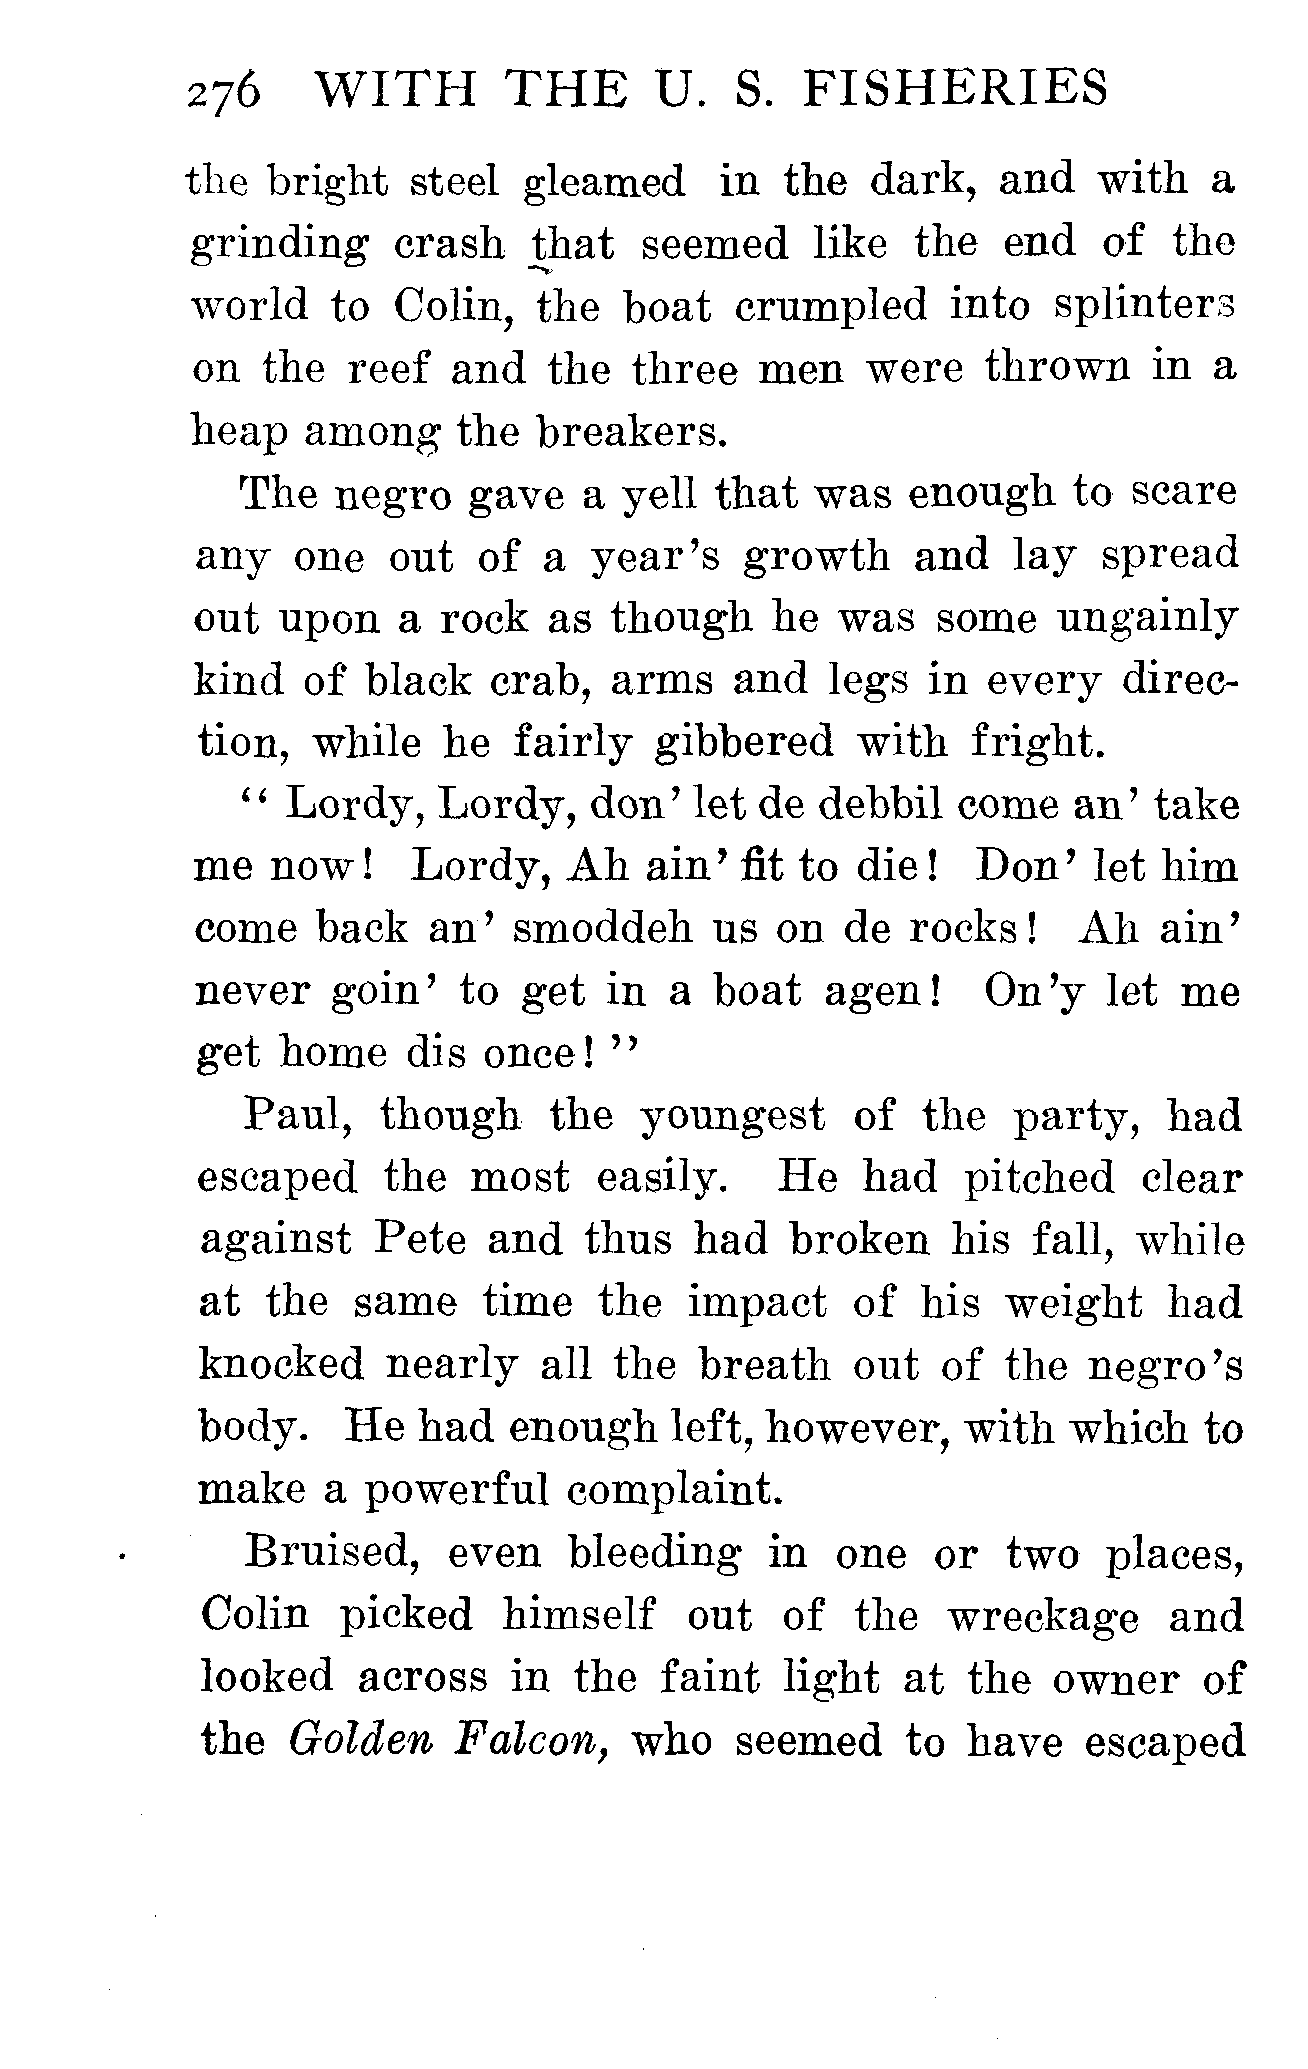 276 WITH THE U. S. FISHERIES
the bright steel gleamed in the dark, and with a
grinding crash that seemed like the end of the
world to Colin, the boat crumpled into splinters
on the reef and the three men were thrown in a
heap among the breakers.
The negro gave a yell that was enough to scare
any one out of a year's growth and lay spread
out upon a rock as though he was some ungainly
kind of black crab, arms and legs in every direc-
tion, while he fairly gibbered with fright.
“ Lordy, Lordy, don' let de debbil come an' take
me now! Lordy, Ah ain' fit to die! Don' let him
come back an' smoddeh us on de rocks! Ah ain'
never goin' to get in a boat agen! On'y let me
get home dis once! ”
Paul, though the youngest of the party, had
escaped the most easily. He had pitched clear
against Pete and thus had broken his fall, while
at the same time the impact of his weight had
knocked nearly all the breath out of the negro's
body. He had enough left, however, with which to
make a powerful complaint.
Bruised, even bleeding in one or two places,
Colin picked himself out of the wreckage and
looked across in the faint light at the owner of
the Golden Falcon, who seemed to have escaped